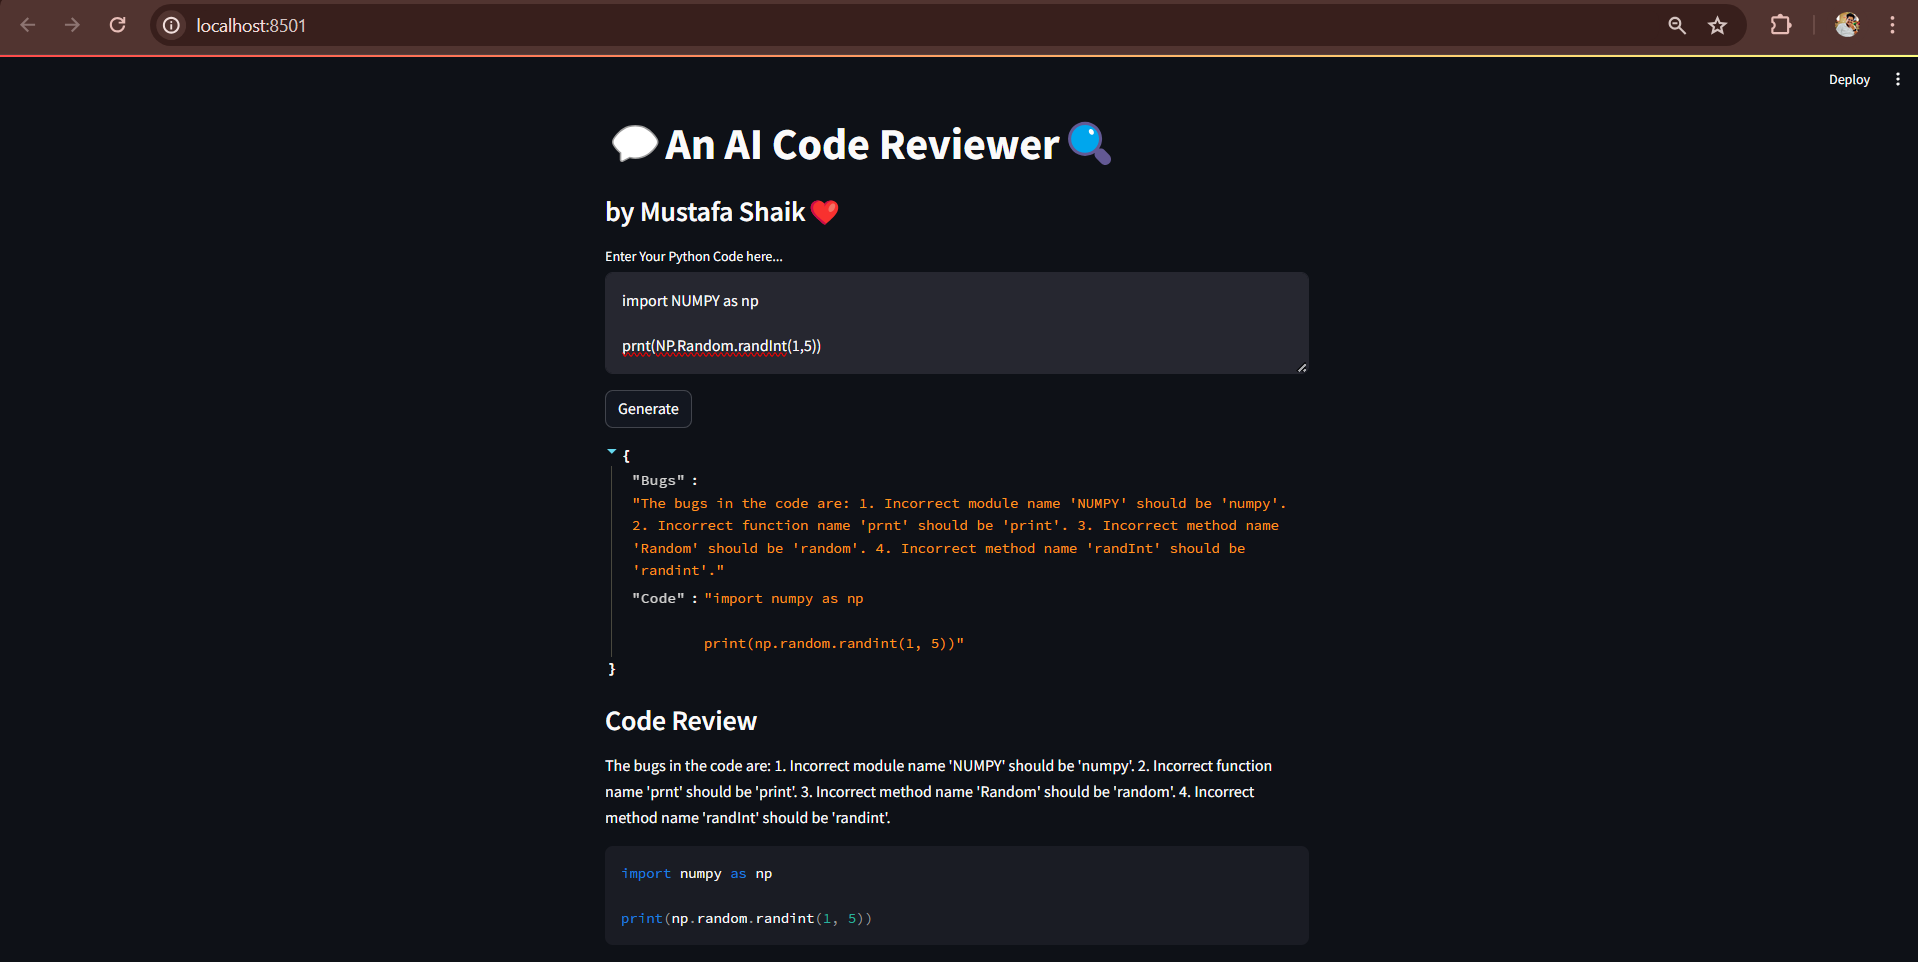 localhost:8501
Deploy
An AI Code Reviewer
by Mustafa Shaik
Enter Your Python Code here...
import NUMPY as np
prnt(NP.Random.randInt(1,5))
Generate
{
"Bugs" :
"The bugs in the code are: 1. Incorrect module name 'NUMPY' should be 'numpy'.
2. Incorrect function name 'prnt' should be 'print'. 3. Incorrect method name
'Random' should be 'random'. 4. Incorrect method name 'randInt' should be
'randint'."
"Code" : "import numpy as np
print(np.random.randint(1, 5))"
}
Code Review
The bugs in the code are: 1. Incorrect module name 'NUMPY' should be 'numpy'. 2. Incorrect function
name 'prnt' should be 'print'. 3. Incorrect method name 'Random' should be 'random'. 4. Incorrect
method name 'randInt' should be 'randint'.
import numpy as np
print(np.random.randint(1, 5))